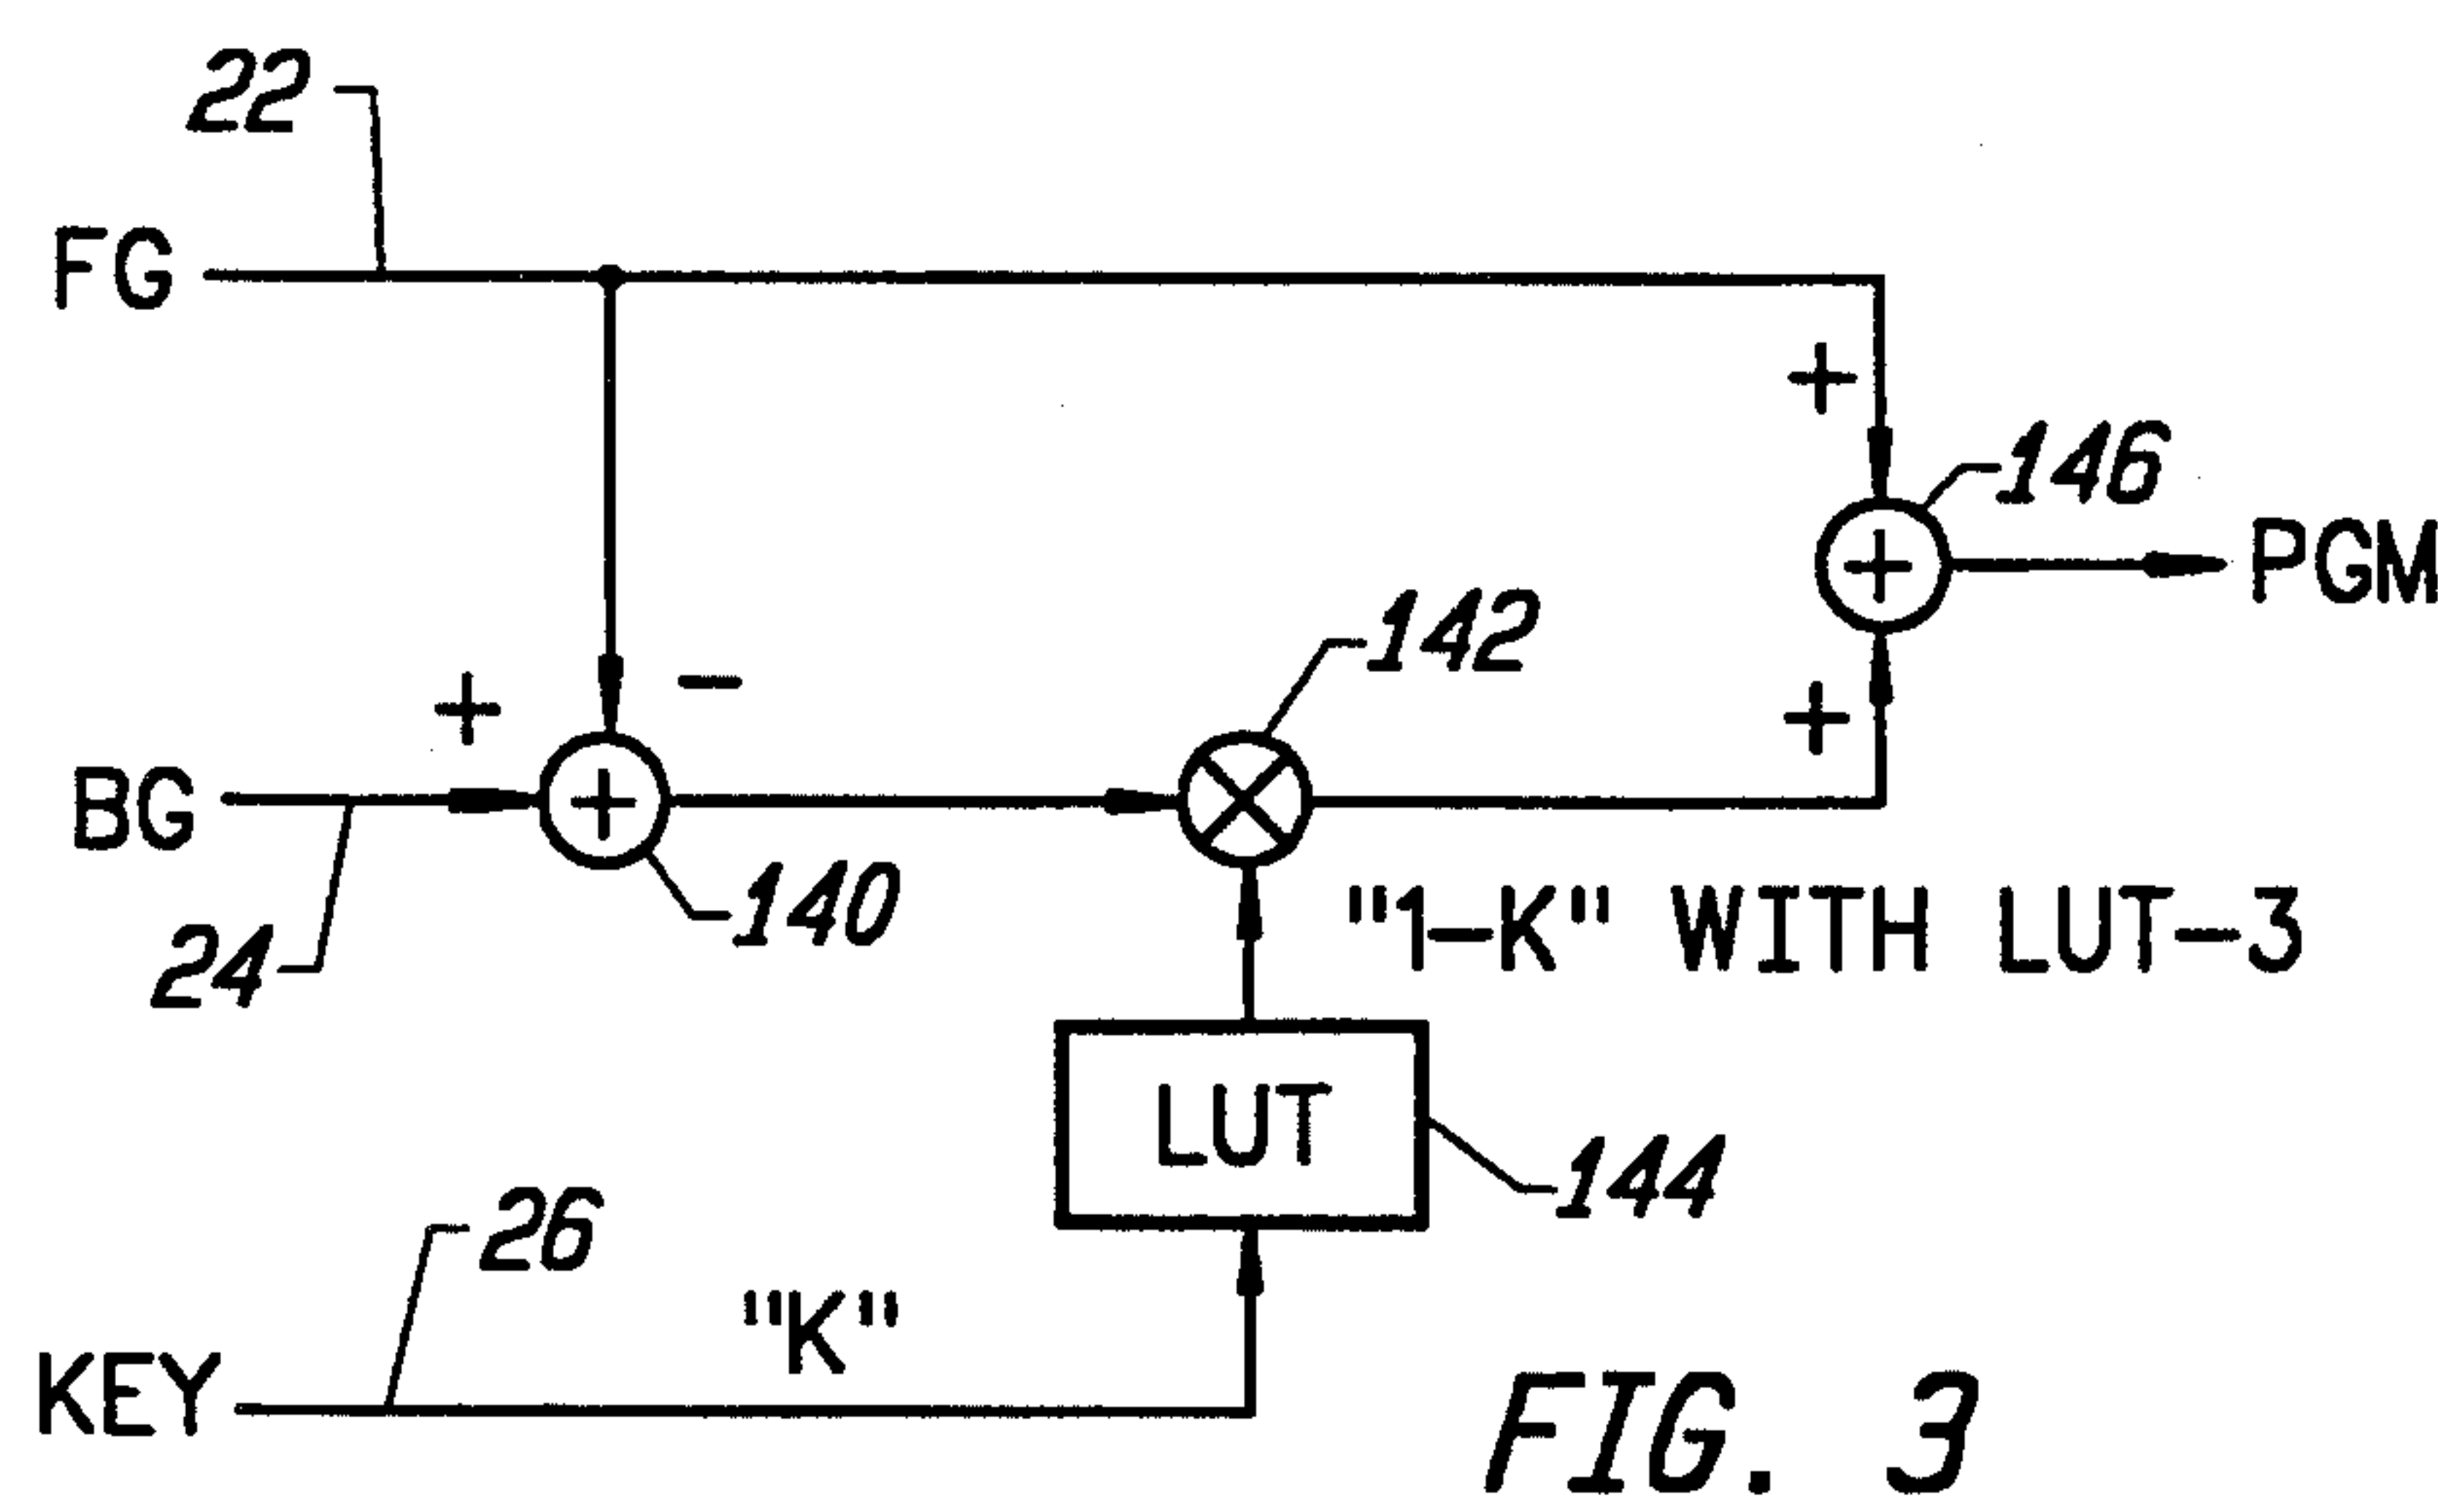 22
FG
+
146
PGM
142
+
-
+
BG
140
24
"1-K" WITH LUT-3
LUT
144
26
"K"
KEY
FIG. 3